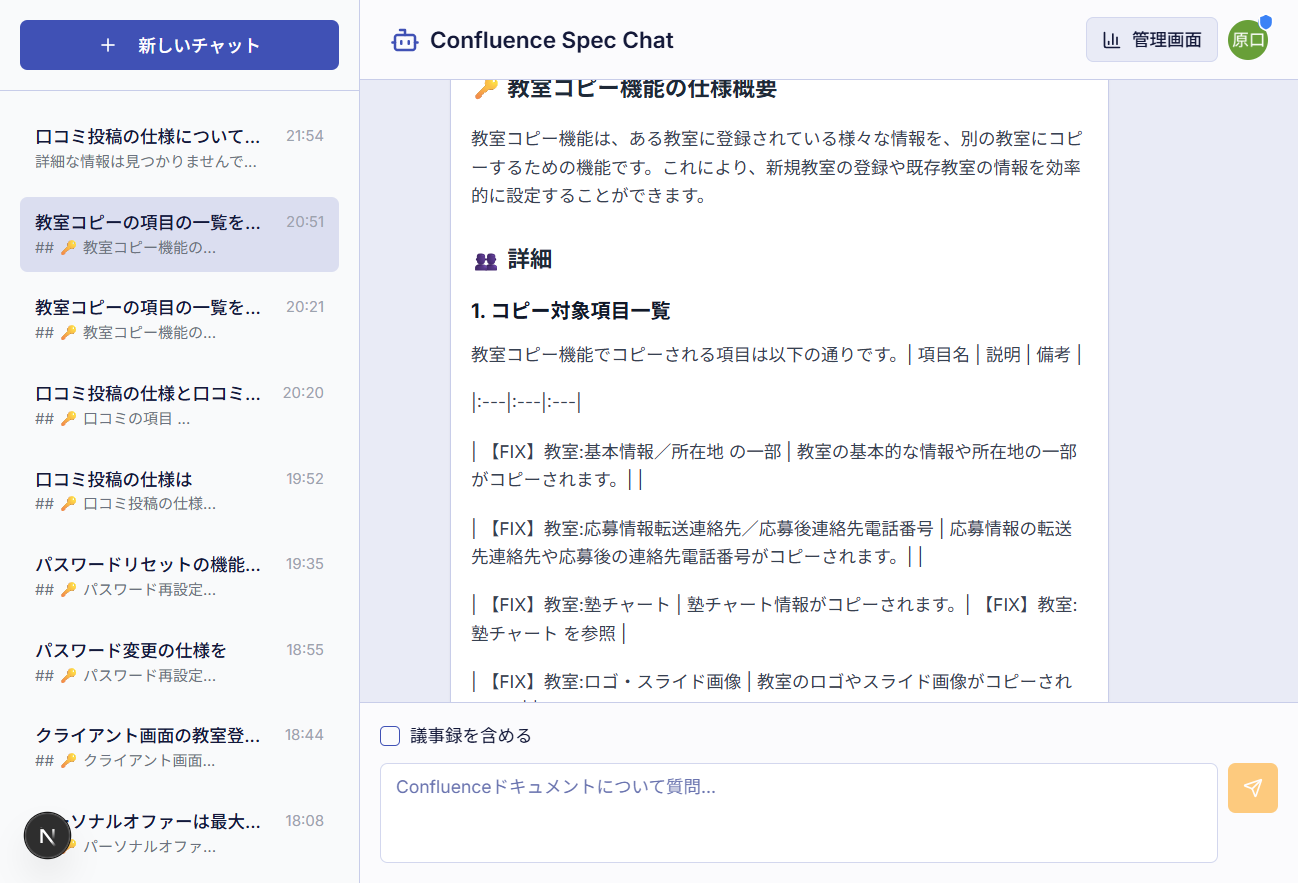 新しいチャット
口コミ投稿の仕様について... 21:54
詳細な情報は見つかりませんで...
教室コピーの項目の一覧を... 20:51
## 🔑 教室コピー機能の...
教室コピーの項目の一覧を... 20:21
## 🔑 教室コピー機能の...
口コミ投稿の仕様と口コミ... 20:20
## 🔑 口コミの項目 ...
口コミ投稿の仕様は 19:52
## 🔑 口コミ投稿の仕様...
パスワードリセットの機能... 19:35
## 🔑 パスワード再設定...
パスワード変更の仕様を 18:55
## 🔑 パスワード再設定...
クライアント画面の教室登... 18:44
## 🔑 クライアント画面...
ーソナルオファーは最大... 18:08
パーソナルオファ...
N
Confluence Spec Chat
管理画面
原口
🔑 教室コピー機能の仕様概要
教室コピー機能は、ある教室に登録されている様々な情報を、別の教室にコピ
ーするための機能です。これにより、新規教室の登録や既存教室の情報を効率
的に設定することができます。
👥 詳細
1. コピー対象項目一覧
教室コピー機能でコピーされる項目は以下の通りです。| 項目名 | 説明 | 備考 |
|:---|:---|:---|
| 【FIX】教室:基本情報／所在地 の一部 | 教室の基本的な情報や所在地の一部
がコピーされます。| |
| 【FIX】教室:応募情報転送連絡先／応募後連絡先電話番号 | 応募情報の転送
先連絡先や応募後の連絡先電話番号がコピーされます。| |
| 【FIX】教室:塾チャート | 塾チャート情報がコピーされます。| 【FIX】教室:
塾チャート を参照 |
| 【FIX】教室:ロゴ・スライド画像 | 教室のロゴやスライド画像がコピーされ
議事録を含める
Confluenceドキュメントについて質問...